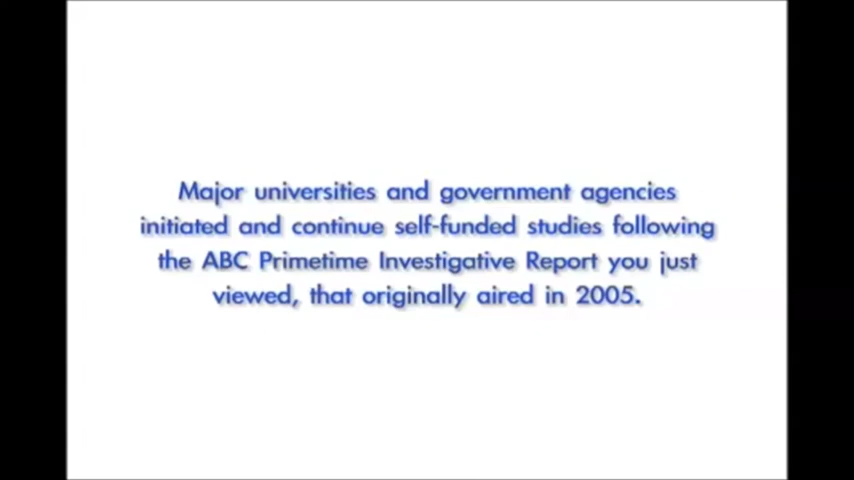 Major universities and government agencies
initiated and continue self-funded studies following
the ABC Primetime Investigative Report you just
viewed, that originally aired in 2005.